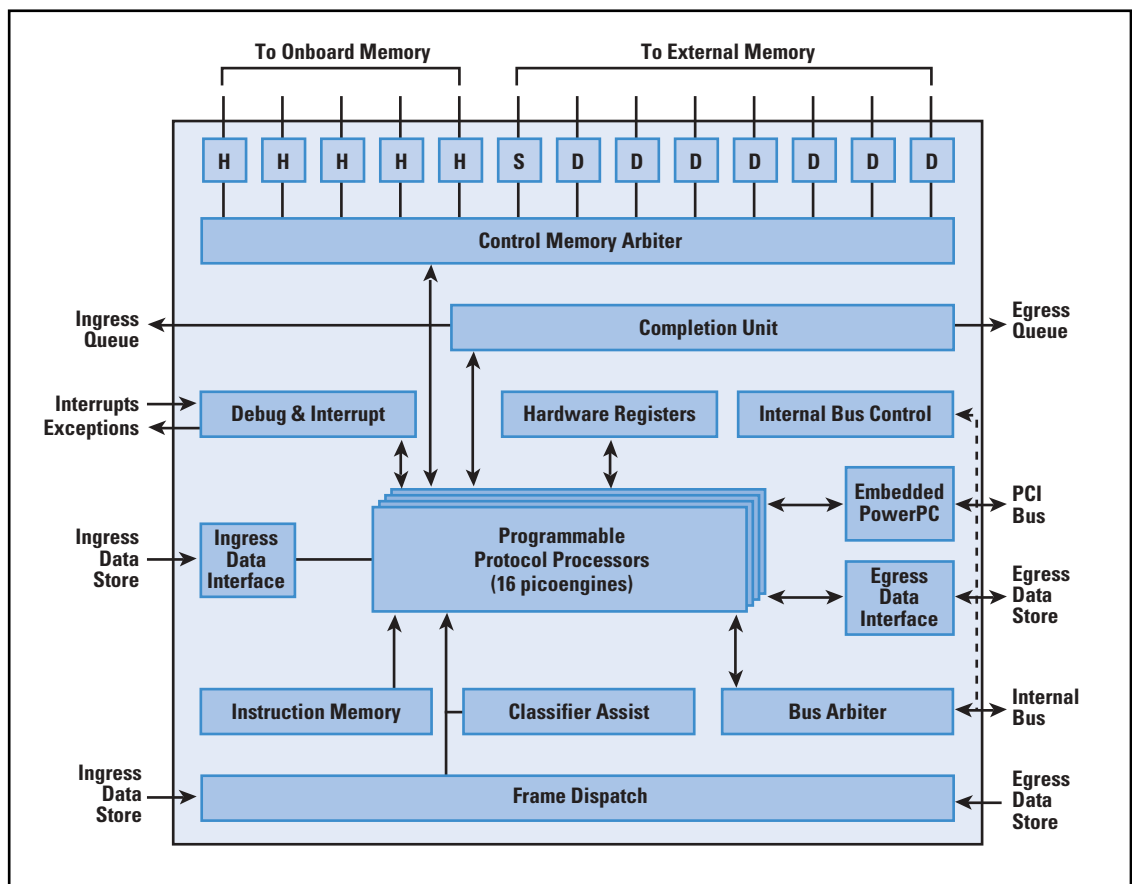 To Onboard Memory
To External Memory
H H H H H S D D D D D D D
Control Memory Arbiter
Ingress
Queue
Completion Unit
Egress
Queue
Interrupts
Exceptions
Debug & Interrupt
Hardware Registers
Internal Bus Control
Embedded
PowerPC
PCI
Bus
Ingress
Data
Store
Ingress
Data
Interface
Programmable
Protocol Processors
(16 picoengines)
Egress
Data
Interface
Egress
Data
Store
Instruction Memory
Classifier Assist
Bus Arbiter
Internal
Bus
Ingress
Data
Store
Frame Dispatch
Egress
Data
Store